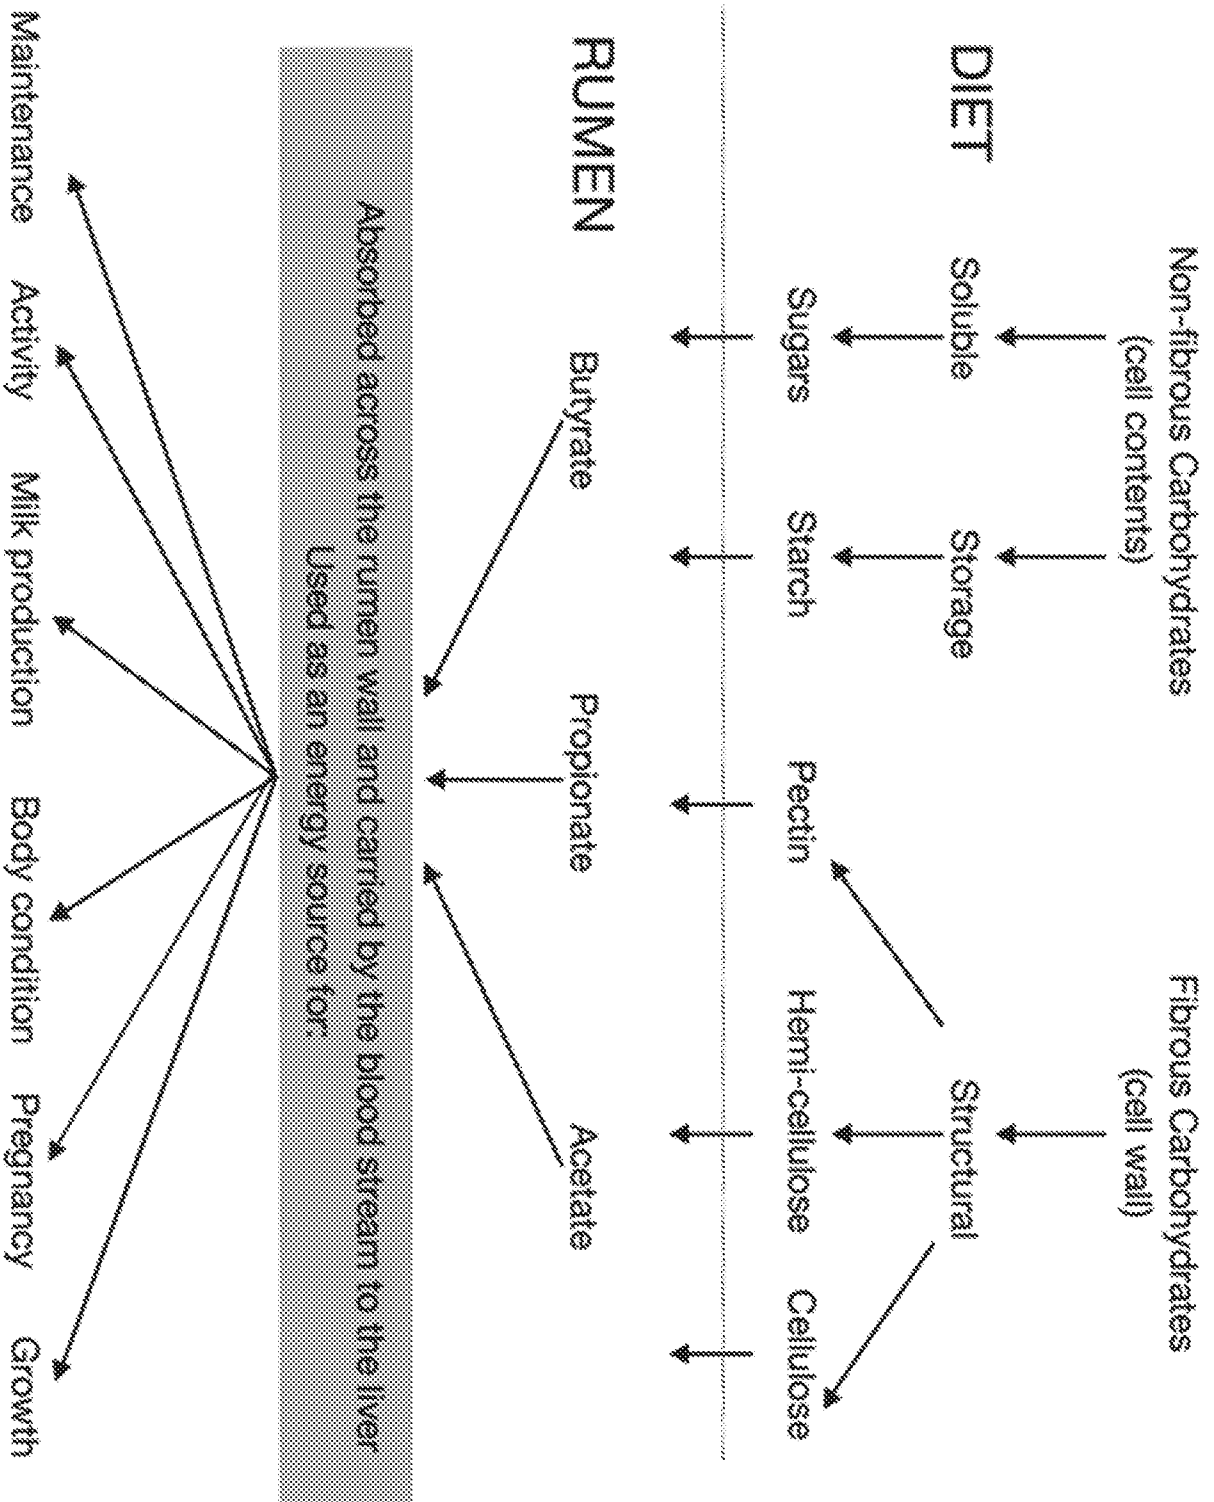 Non-fibrous Carbohydrates
(cell contents)
Fibrous Carbohydrates
(cell wall)
DIET
Soluble
Storage
Structural
Sugars
Starch
Pectin
Hemi-cellulose
Cellulose
RUMEN
Butyrate
Propionate
Acetate
Absorbed across the rumen wall and carried by the blood stream to the liver
Used as an energy source for:
Maintenance
Activity
Milk production
Body condition
Pregnancy
Growth